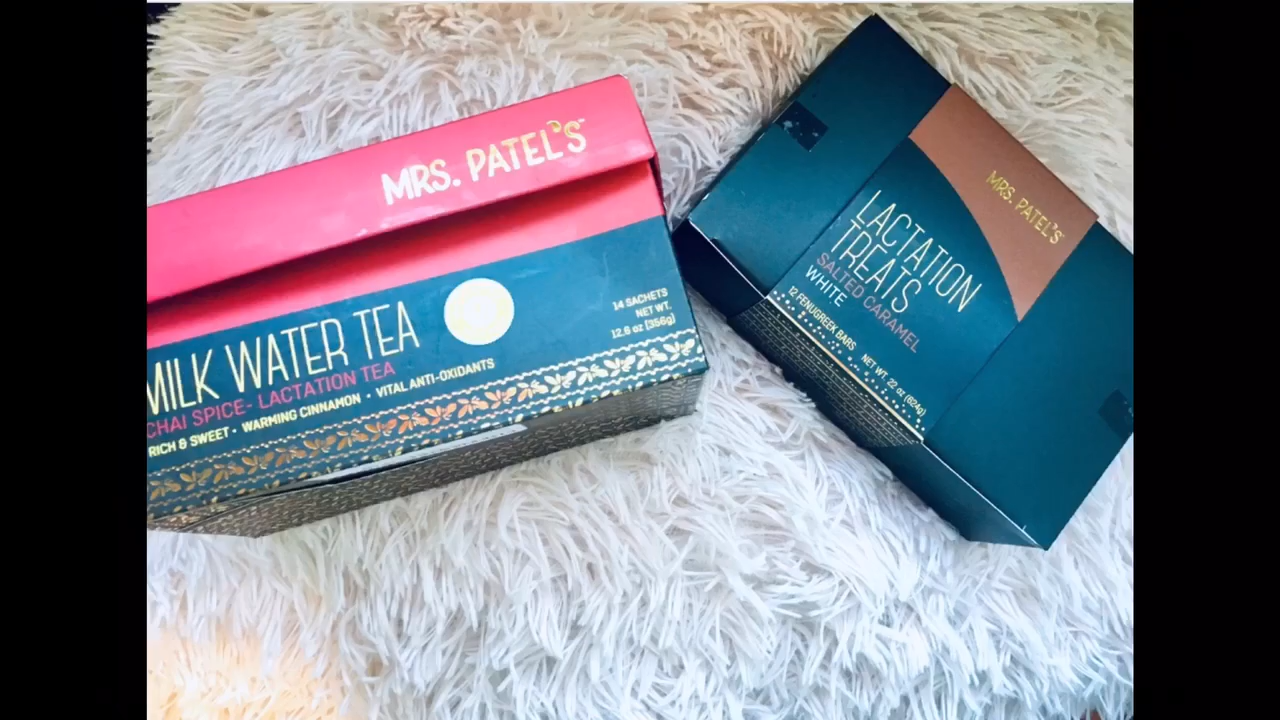 MRS. PATEL'S
MILK WATER TEA
CHAI SPICE- LACTATION TEA
RICH & SWEET • WARMING CINNAMON • VITAL ANTI-OXIDANTS
14 SACHETS
NET WT.
12.6 oz (356g)
MRS. PATEL'S
LACTATION
TREATS
SALTED CARAMEL
WHITE
12 FENUGREEK BARS NET WT. 22 oz (624g)